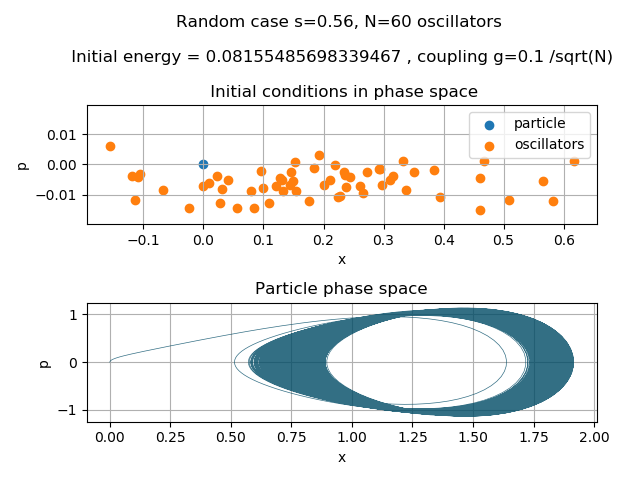 Random case s=0.56, N=60 oscillators
Initial energy = 0.08155485698339467 , coupling g=0.1 /sqrt(N)
Initial conditions in phase space
particle
oscillators
p
0.01
0.00
−0.01
−0.1 0.0 0.1 0.2 0.3 0.4 0.5 0.6
x
Particle phase space
p
1
0
−1
0.00 0.25 0.50 0.75 1.00 1.25 1.50 1.75 2.00
x